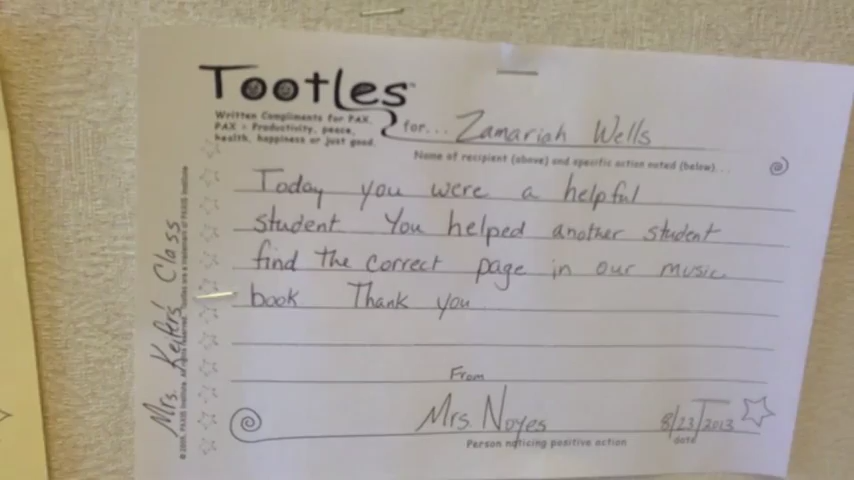 Tootles™
Written Compliments for PAX.
PAX = Productivity, peace,
health, happiness or just good.
for... Zamariah Wells
Name of recipient (above) and specific action noted (below)...
Today you were a helpful
student. You helped another student
find the correct page in our music
book Thank you
From
Mrs. Noyes
8/23/2013
Person noticing positive action
date
Mrs. Keifer's Class